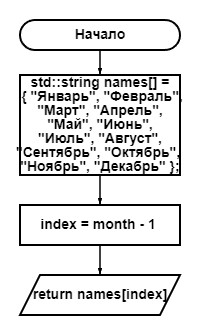 Начало
std::string names[] =
{ "Январь", "Февраль",
"Март", "Апрель",
"Май", "Июнь",
"Июль", "Август",
"Сентябрь", "Октябрь",
"Ноябрь", "Декабрь" };
index = month - 1
return names[index]